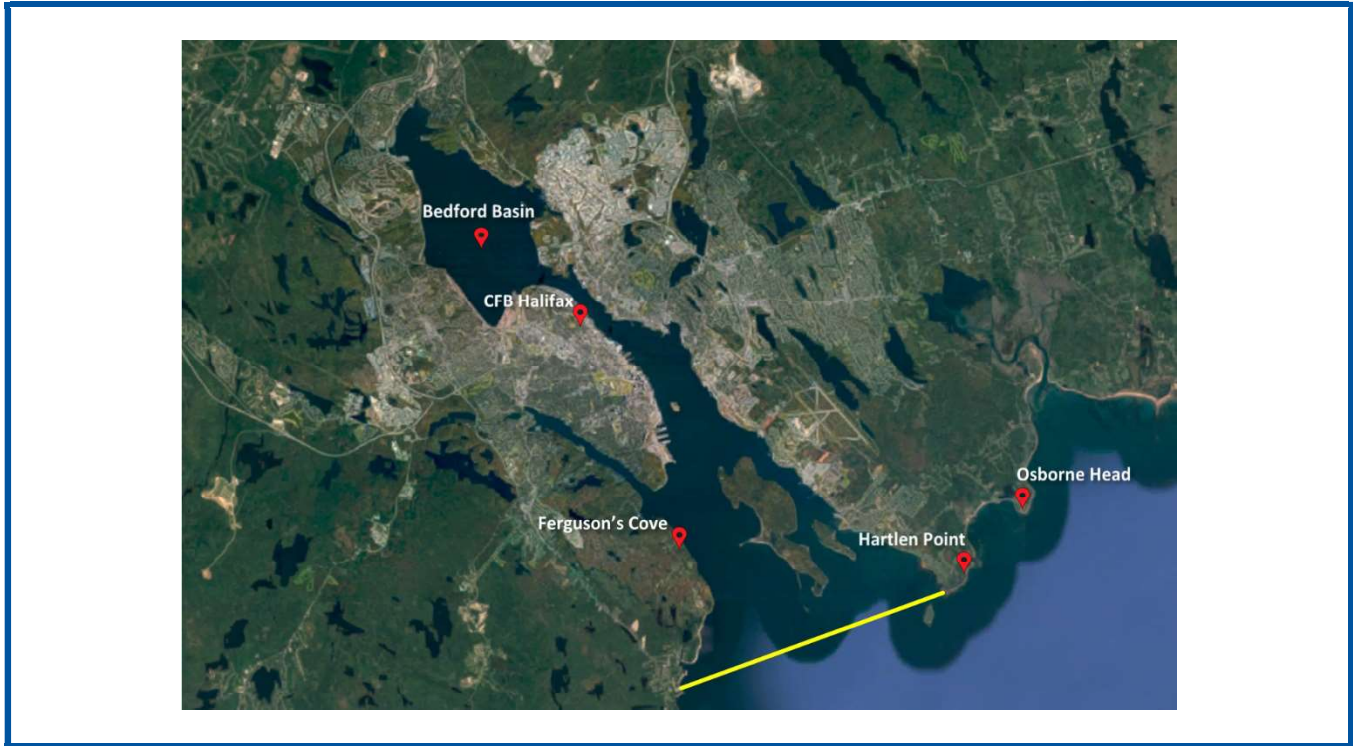 Bedford Basin
CFB Halifax
Osborne Head
Ferguson's Cove
Hartlen Point